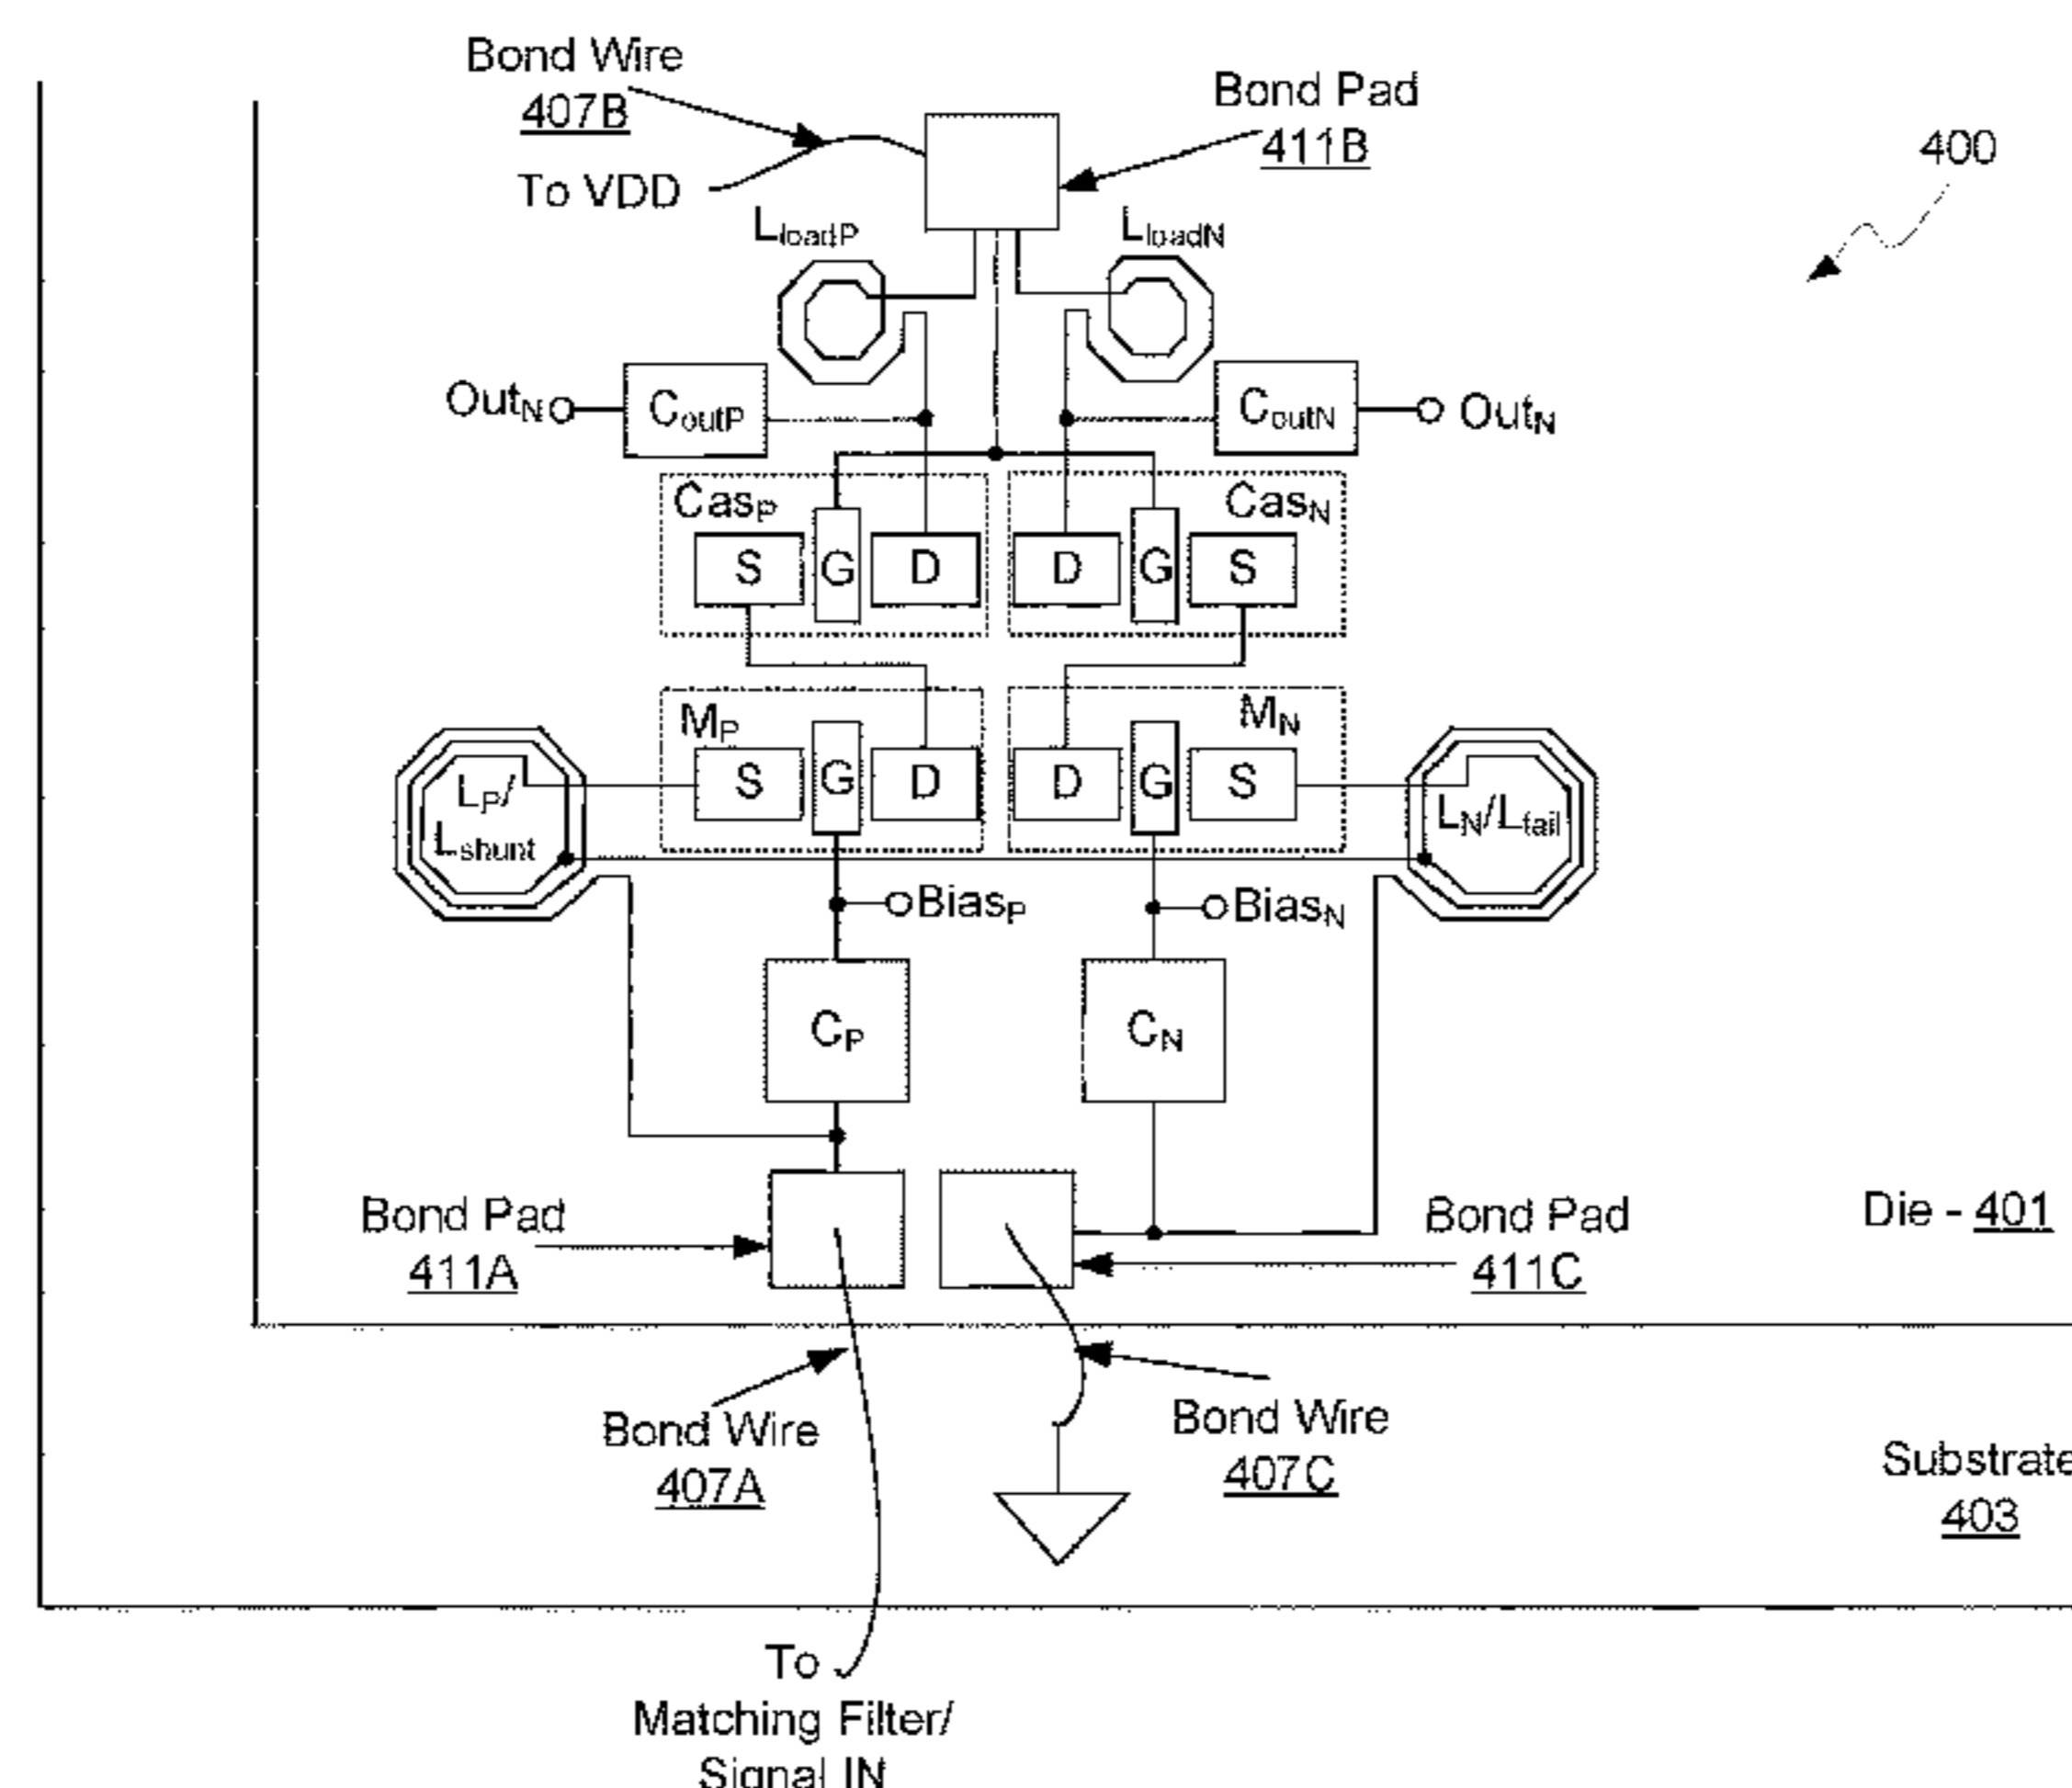 Bond Wire
407B
To VDD
Bond Pad
411B
400
LloadP
LloadN
OutN
CoutP
CoutN
OutN
CasP
CasN
S
G
D
D
G
S
MP
MN
S
G
D
D
G
S
LP/
Lshunt
LN/Ltail
BiasP
BiasN
CP
CN
Bond Pad
411A
Bond Pad
411C
Die - 401
Bond Wire
407A
Bond Wire
407C
Substrate
403
To
Matching Filter/
Signal IN